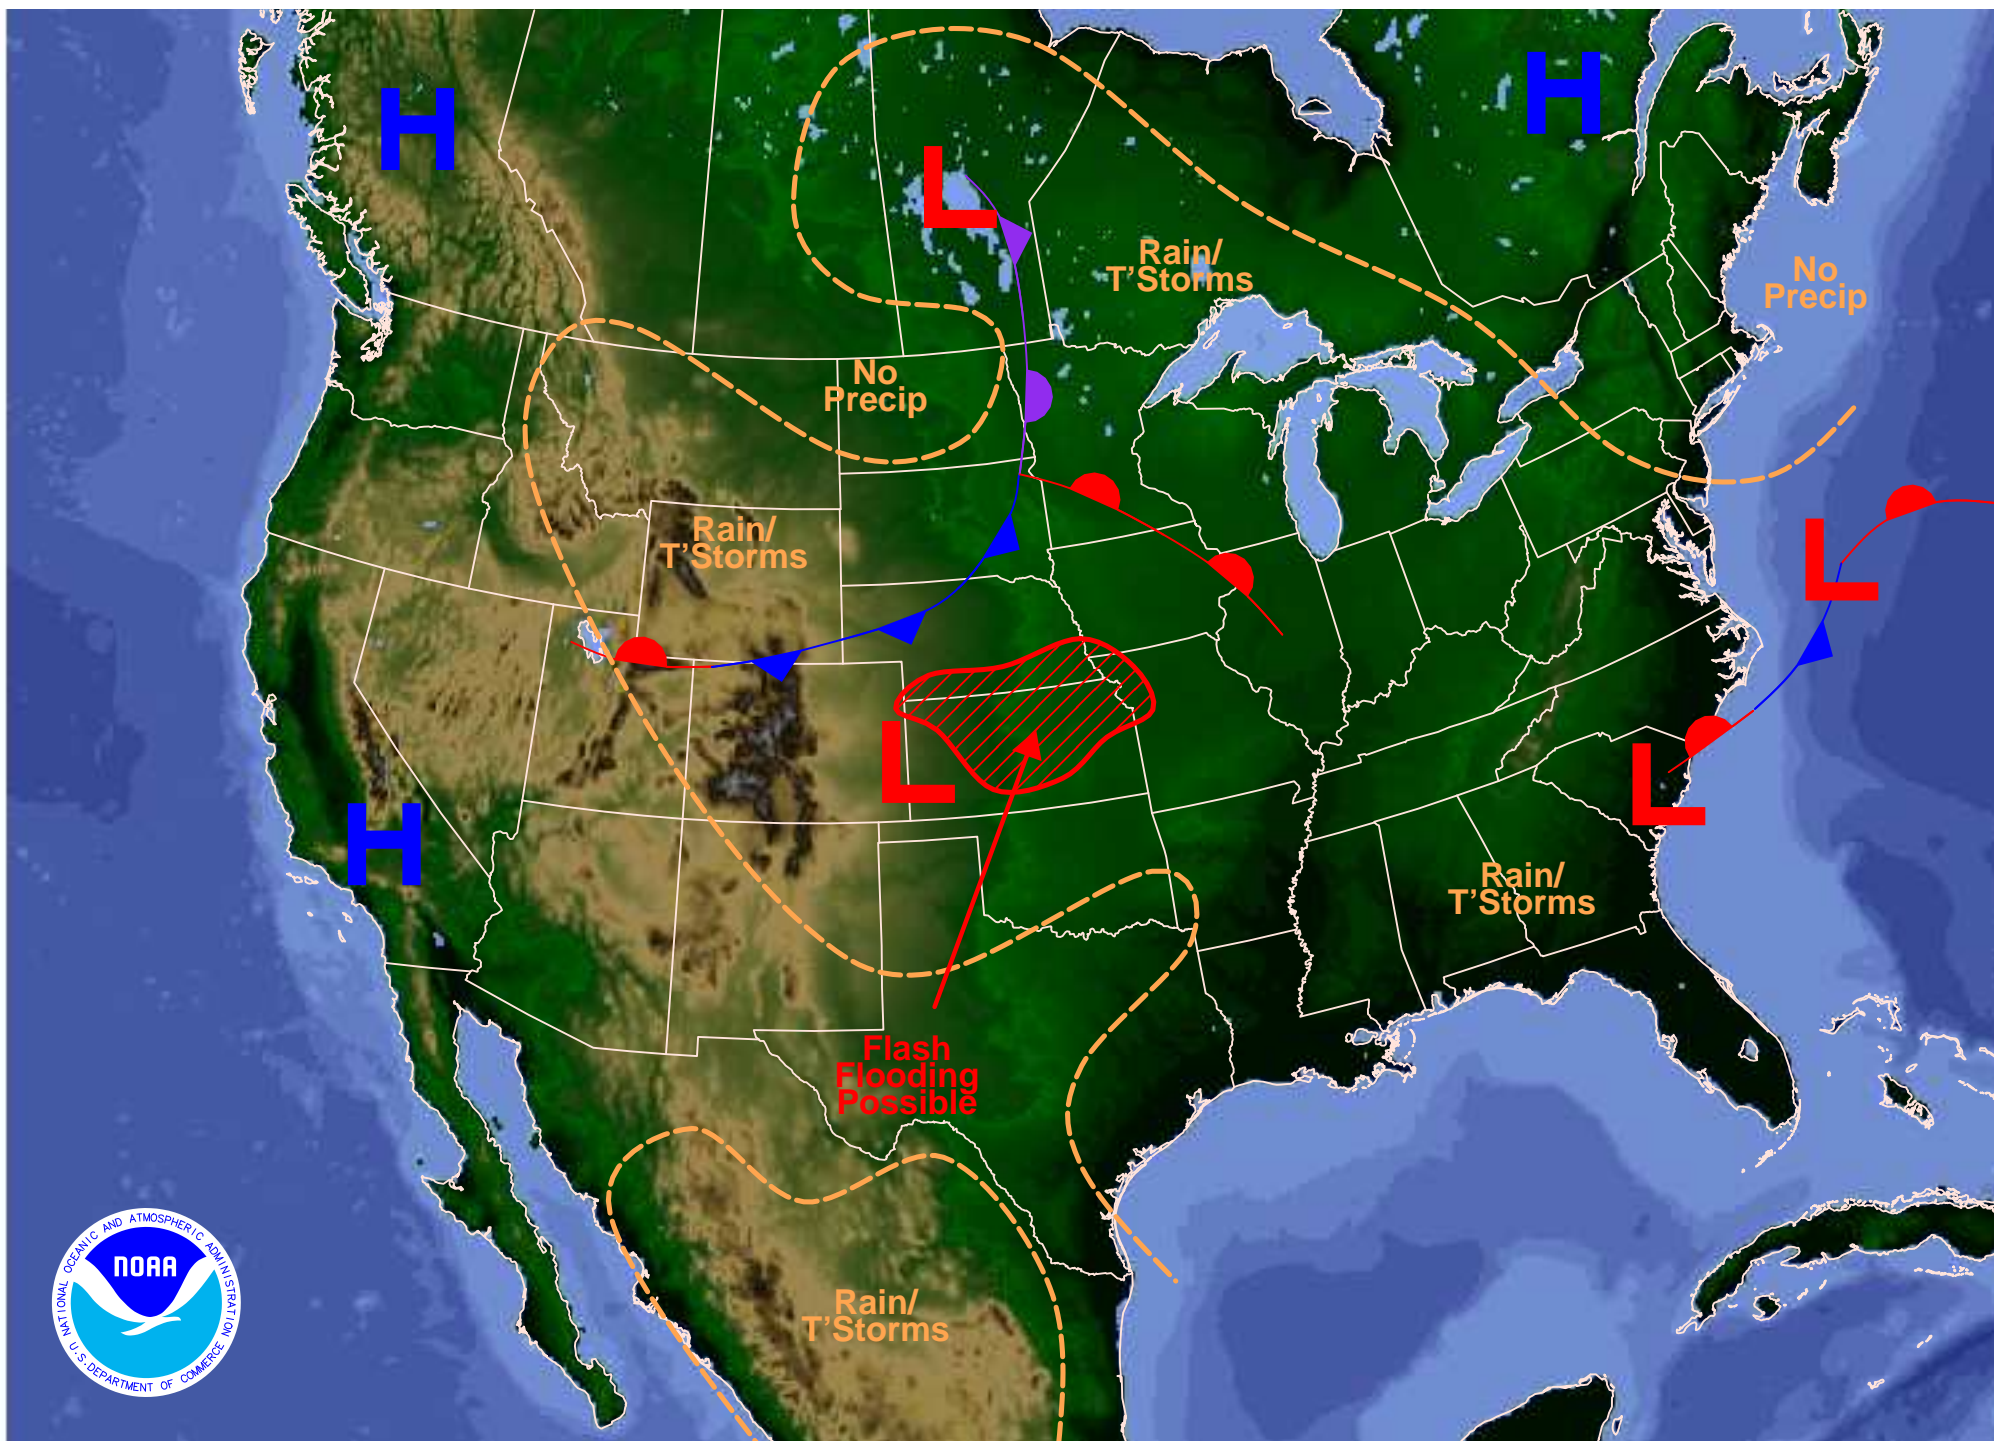 H
H
L
Rain/
T'Storms
No
Precip
No
Precip
Rain/
T'Storms
L
L
L
H
Rain/
T'Storms
Flash
Flooding
Possible
Rain/
T'Storms
NATIONAL OCEANIC AND ATMOSPHERIC ADMINISTRATION
NOAA
U.S. DEPARTMENT OF COMMERCE